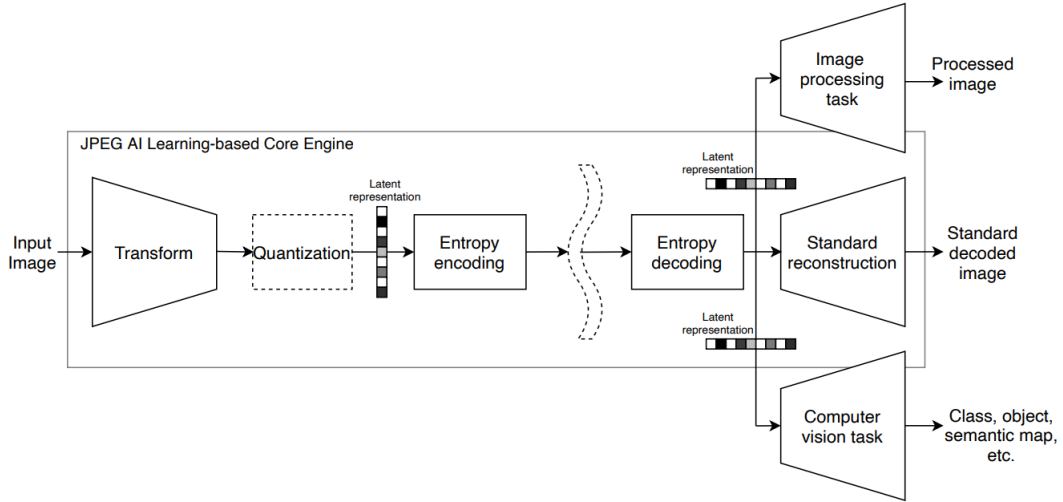 Image
processing
task
Processed
image
JPEG AI Learning-based Core Engine
Latent
representation
Latent
representation
Input
Image
Transform
Quantization
Entropy
encoding
Entropy
decoding
Standard
reconstruction
Standard
decoded
image
Latent
representation
Computer
vision task
Class, object,
semantic map,
etc.